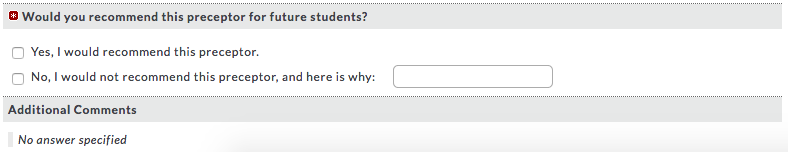 Would you recommend this preceptor for future students?
Yes, I would recommend this preceptor.
No, I would not recommend this preceptor, and here is why:
Additional Comments
No answer specified